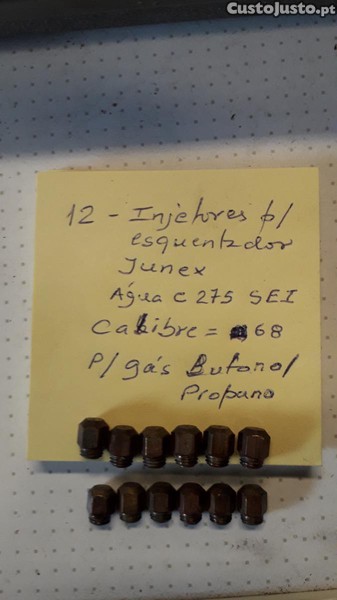 CustoJusto.pt
12 - Injetores p/
esquentador
Junex
Água C 275 SEI
Calibre = 68
P/ gás Butano/
Propano